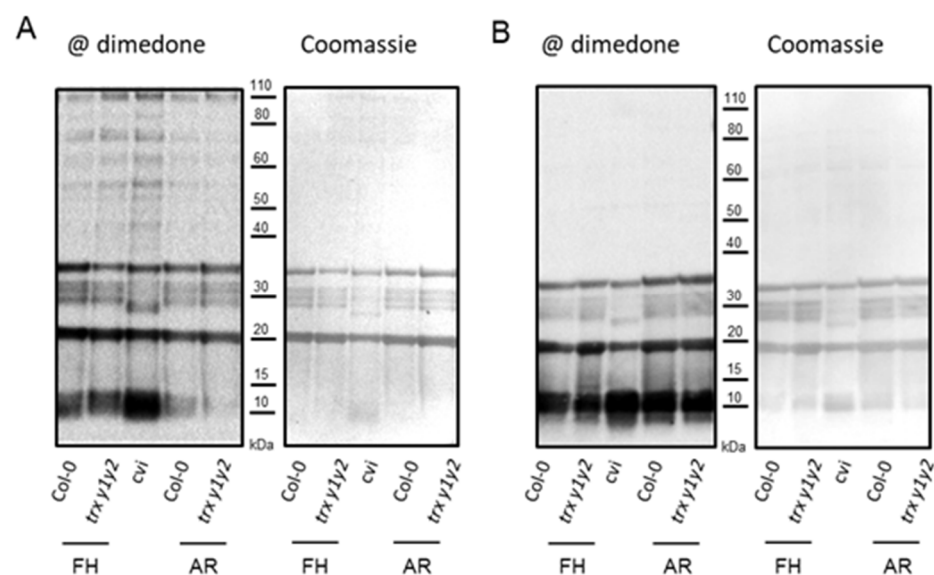 A
@ dimedone
Coomassie
110
80
60
50
40
30
20
15
10
kDa
Col-0
trx y1y2
cvi
Col-0
trx y1y2
Col-0
trx y1y2
cvi
Col-0
trx y1y2
FH
AR
FH
AR
B
@ dimedone
Coomassie
110
80
60
50
40
30
20
15
10
kDa
Col-0
trx y1y2
cvi
Col-0
trx y1y2
Col-0
trx y1y2
cvi
Col-0
trx y1y2
FH
AR
FH
AR